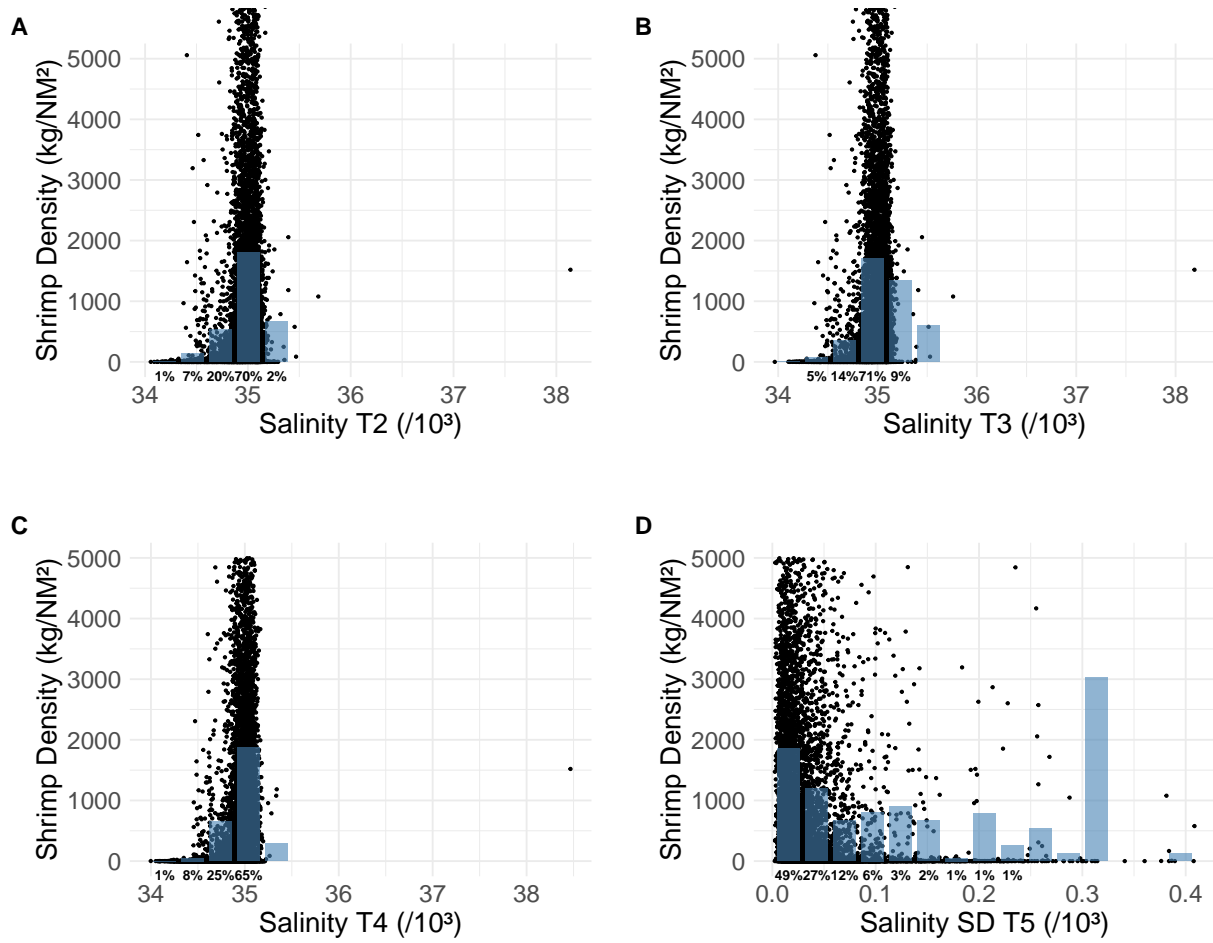 A
Shrimp Density (kg/NM²)
5000
4000
3000
2000
1000
0
1% 7% 20% 70% 2%
34 35 36 37 38
Salinity T2 (/10³)
B
Shrimp Density (kg/NM²)
5000
4000
3000
2000
1000
0
5% 14% 71% 9%
34 35 36 37 38
Salinity T3 (/10³)
C
Shrimp Density (kg/NM²)
5000
4000
3000
2000
1000
0
1% 8% 25% 65%
34 35 36 37 38
Salinity T4 (/10³)
D
Shrimp Density (kg/NM²)
5000
4000
3000
2000
1000
0
49% 27% 12% 6% 3% 2% 1% 1% 1%
0.0 0.1 0.2 0.3 0.4
Salinity SD T5 (/10³)